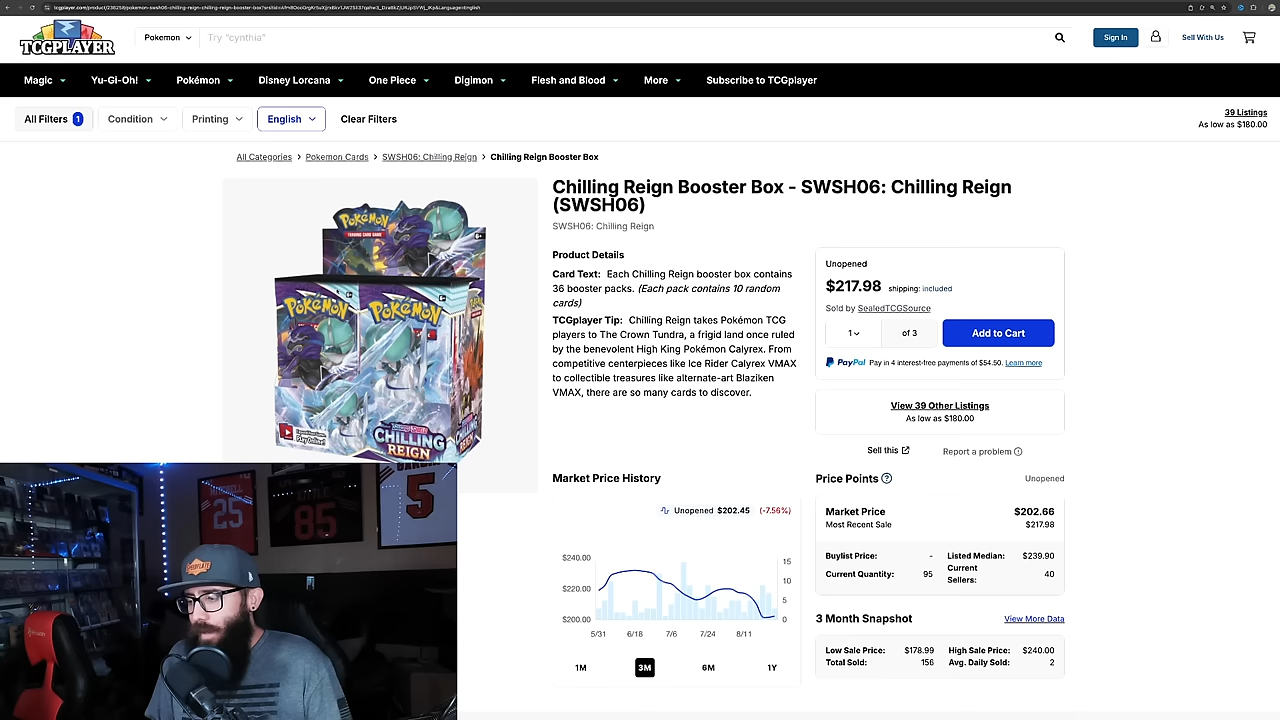 TCGPLAYER
Pokemon
Try "cynthia"
Sign In
Sell With Us
Magic
Yu-Gi-Oh!
Pokémon
Disney Lorcana
One Piece
Digimon
Flesh and Blood
More
Subscribe to TCGplayer
All Filters 1
Condition
Printing
English
Clear Filters
39 Listings
As low as $180.00
All Categories > Pokemon Cards > SWSH06: Chilling Reign > Chilling Reign Booster Box
Chilling Reign Booster Box - SWSH06: Chilling Reign
(SWSH06)
SWSH06: Chilling Reign
Product Details
Card Text: Each Chilling Reign booster box contains
36 booster packs. (Each pack contains 10 random
cards)
TCGplayer Tip: Chilling Reign takes Pokémon TCG
players to The Crown Tundra, a frigid land once ruled
by the benevolent High King Pokémon Calyrex. From
competitive centerpieces like Ice Rider Calyrex VMAX
to collectible treasures like alternate-art Blaziken
VMAX, there are so many cards to discover.
Unopened
$217.98 shipping: included
Sold by SealedTCGSource
1
of 3
Add to Cart
PayPal Pay in 4 interest-free payments of $54.50. Learn more
View 39 Other Listings
As low as $180.00
Sell this
Report a problem
POKÉMON
POKÉMON
POKÉMON
CHILLING
REIGN
Market Price History
Unopened $202.45 (-7.56%)
$240.00
$220.00
$200.00
15
10
5
0
5/31
6/18
7/6
7/24
8/11
1M
3M
6M
1Y
Price Points
Unopened
Market Price
$202.66
Most Recent Sale
$217.98
Buylist Price: -
Listed Median: $239.90
Current Quantity: 95
Current
Sellers: 40
3 Month Snapshot
View More Data
Low Sale Price: $178.99
High Sale Price: $240.00
Total Sold: 156
Avg. Daily Sold: 2
25
85
5